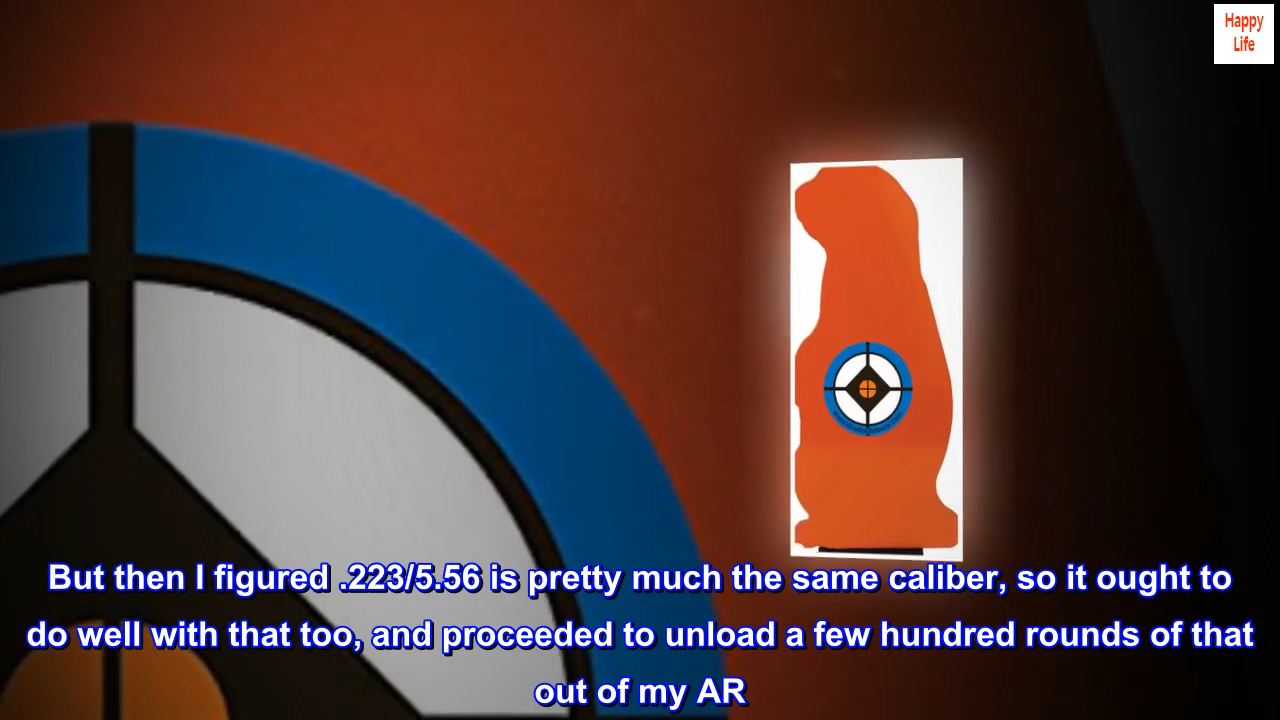 Happy
Life
But then I figured .223/5.56 is pretty much the same caliber, so it ought to
do well with that too, and proceeded to unload a few hundred rounds of that
out of my AR